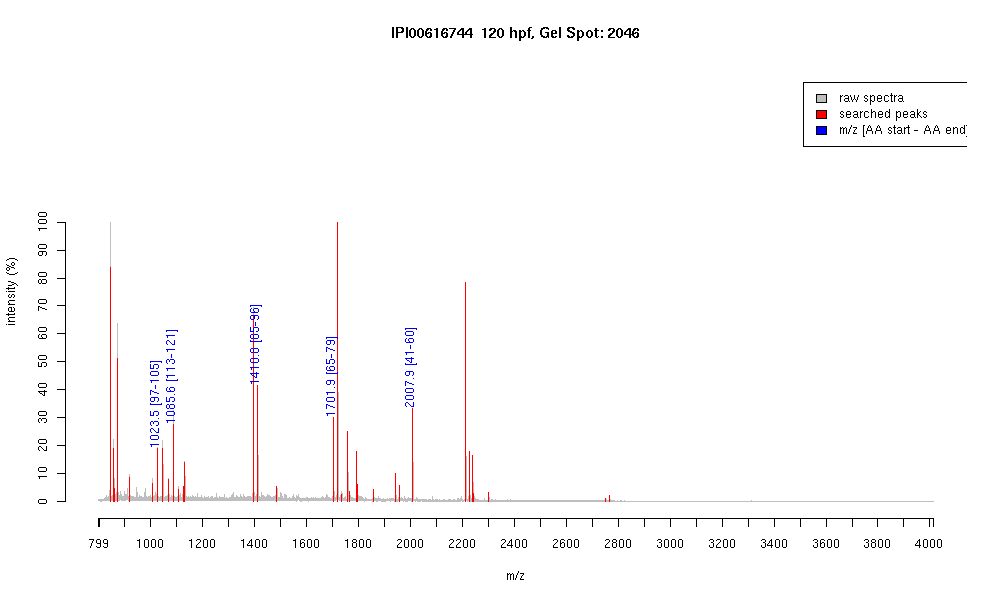 IPI00616744 120 hpf, Gel Spot: 2046
raw spectra
searched peaks
m/z [AA start - AA end]
intensity (%)
100
90
80
70
60
50
40
30
20
10
0
1023.5 [97-105]
1085.6 [113-121]
1410.8 [85-96]
1701.9 [65-79]
2007.9 [41-60]
799 1000 1200 1400 1600 1800 2000 2200 2400 2600 2800 3000 3200 3400 3600 3800 4000
m/z